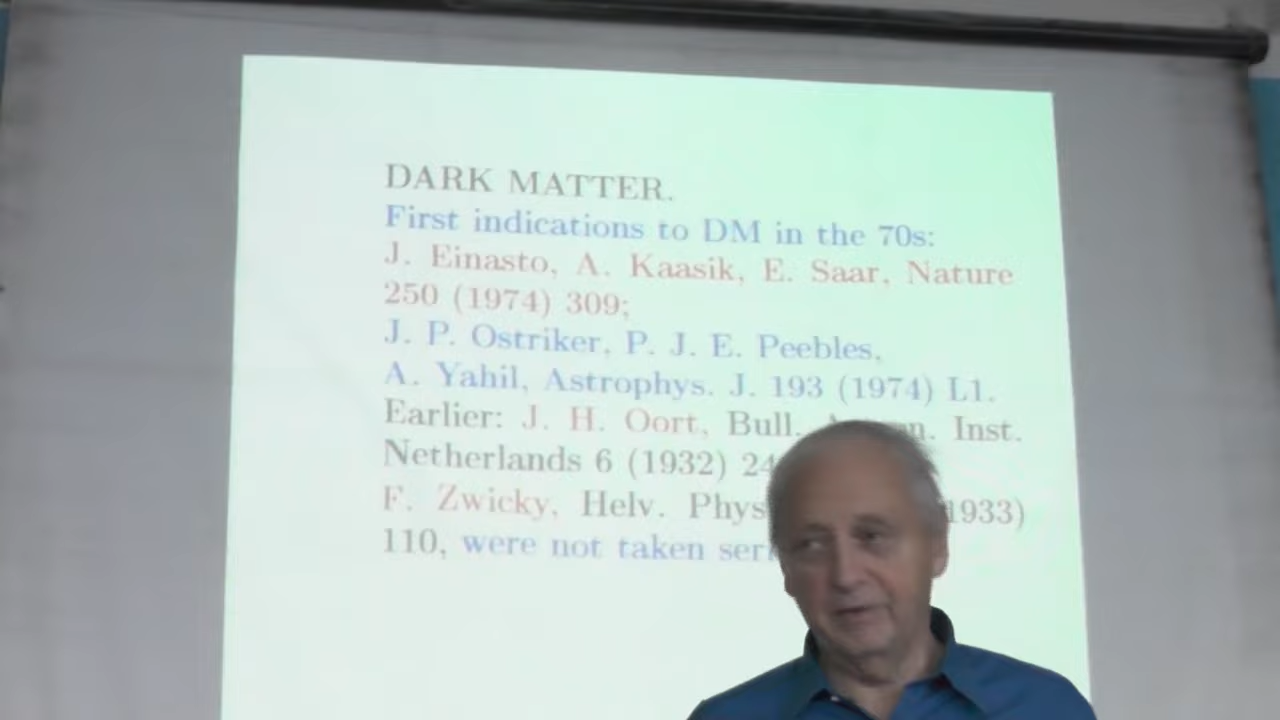 DARK MATTER.
First indications to DM in the 70s:
J. Einasto, A. Kaasik, E. Saar, Nature
250 (1974) 309;
J. P. Ostriker, P. J. E. Peebles,
A. Yahil, Astrophys. J. 193 (1974) L1.
Earlier: J. H. Oort, Bull. Inst.
Netherlands 6 (1932)
F. Zwicky, Helv. 1933)
110, were not taken